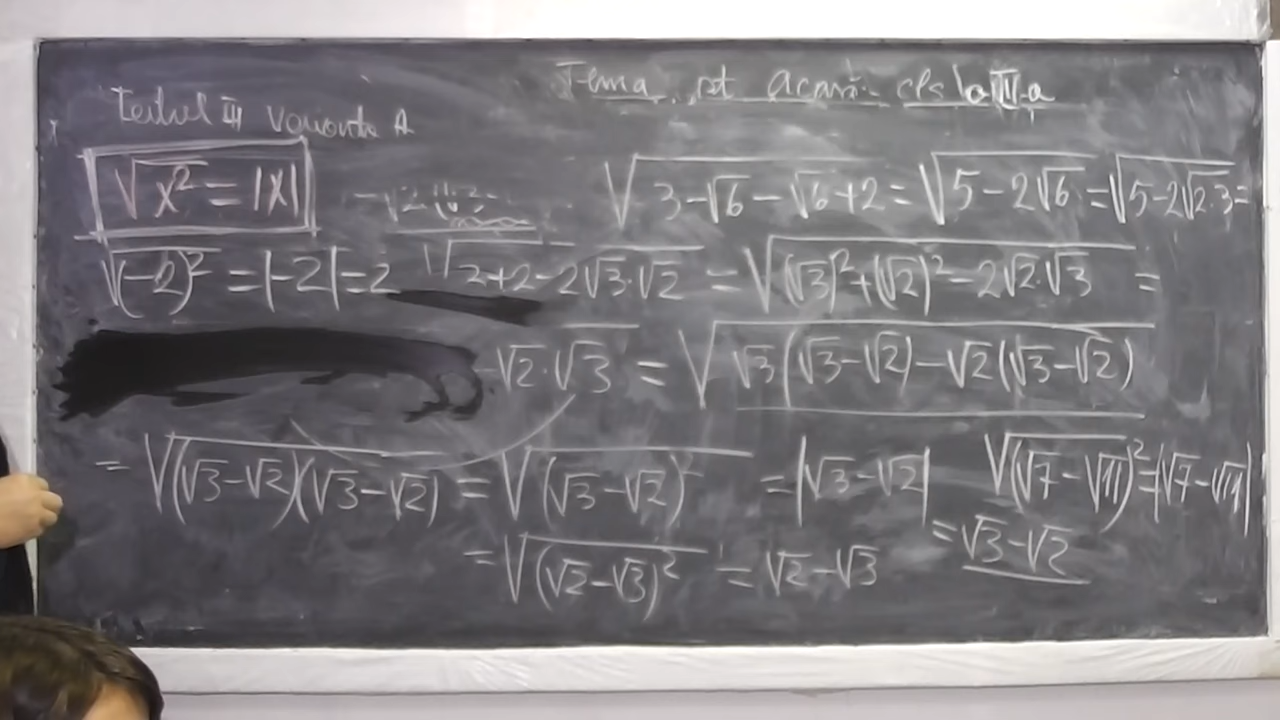 Tema pt acasă cls a VII-a
Testul III Varianta A
√x² = |x|
√3-√6-√6+2 = √5-2√6 = √5-2√2·3 =
√(-2)² = |-2| = 2
√2+2-2√3·√2 = √(√3)²+(√2)²-2√2·√3 =
√2·√3 = √√3(√3-√2)-√2(√3-√2)
= √(√3-√2)(√3-√2) = √(√3-√2)² = |√3-√2|
√(√7-√11)² = |√7-√11|
= √3-√2
= √(√2-√3)² = √2-√3